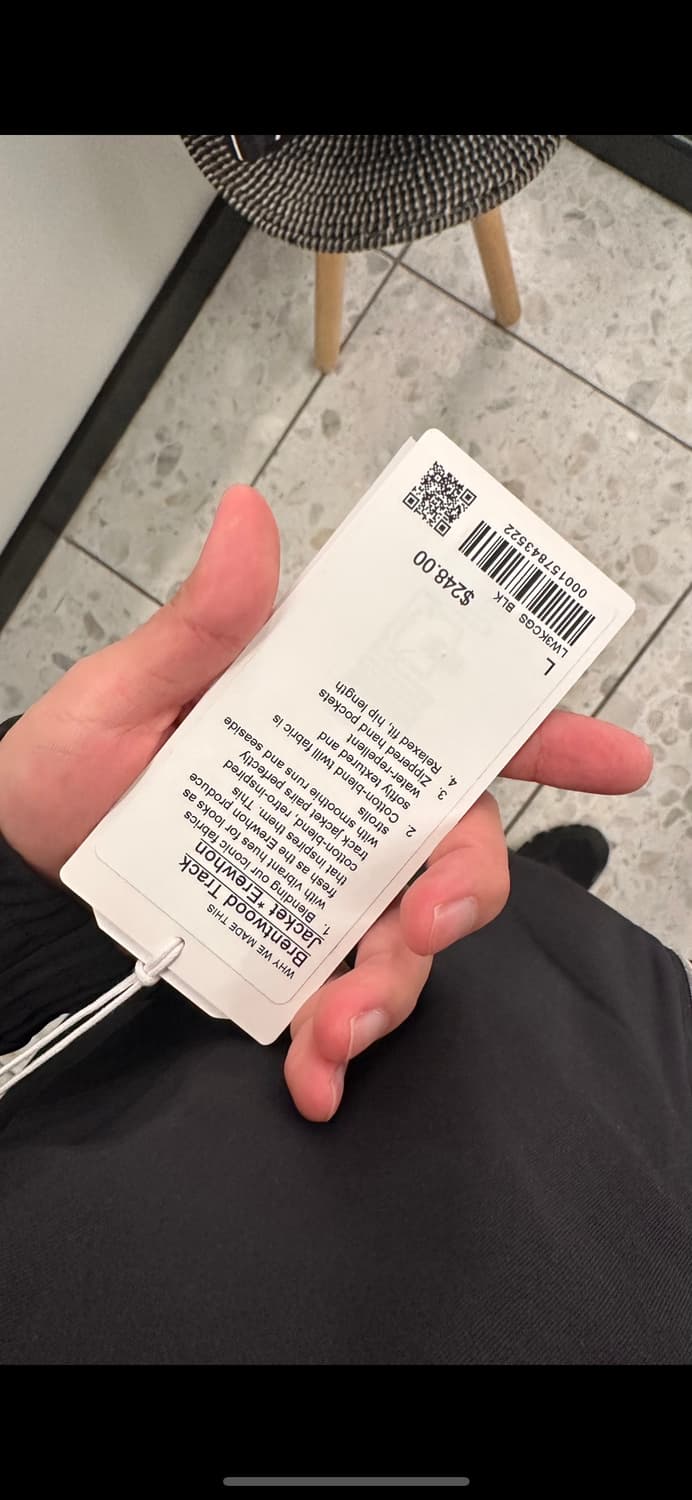 WHY WE MADE THIS
Brentwood Track
Jacket *Erewhon
1.
Blending our iconic fabrics
with vibrant hues for looks as
fresh as the Erewhon produce
that inspires them. This
cotton-blend, retro-inspired
track jacket pairs perfectly
with smoothie runs and seaside
strolls
2
Cotton-blend twill fabric is
softly textured and
water-repellent
3.
Zippered hand pockets
4.
Relaxed fit, hip length
$248.00
L
LW3KCGS BLK
000157843522